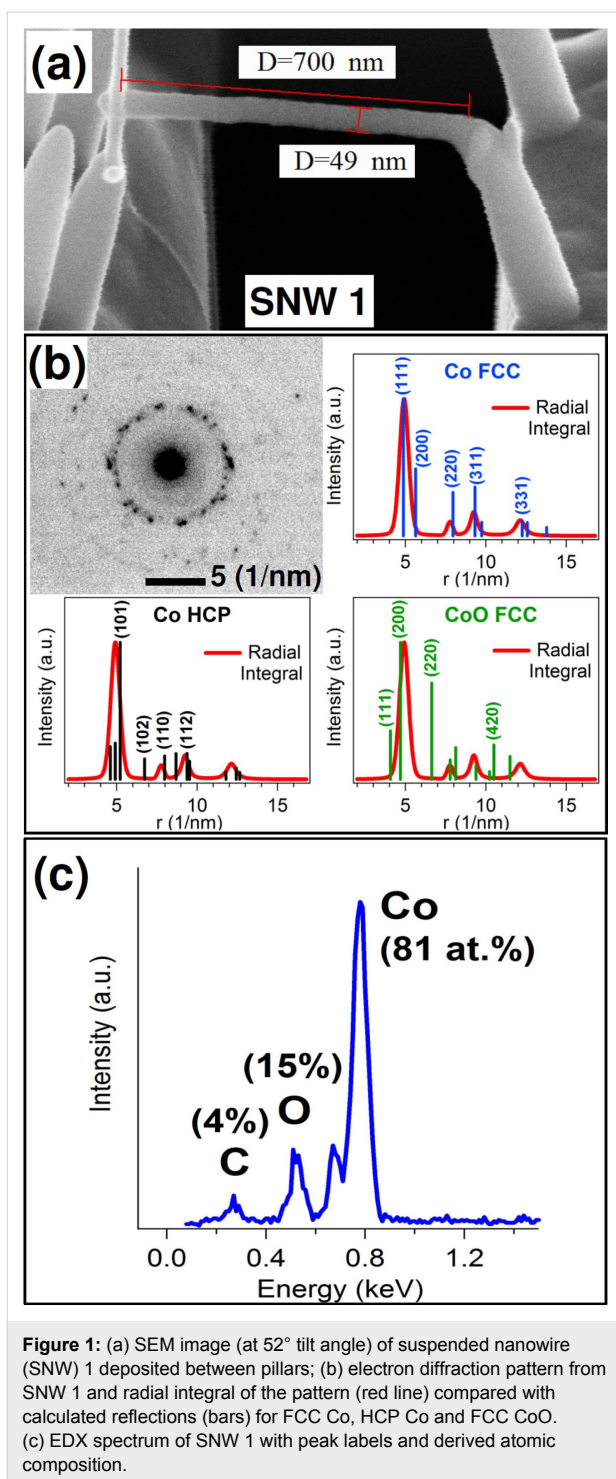 (a)
D=700 nm
D=49 nm
SNW 1
(b)
5 (1/nm)
Co FCC
Radial
Integral
(111)
(200)
(220)
(311)
(331)
Intensity (a.u.)
5 10 15
r (1/nm)
Co HCP
Radial
Integral
(101)
(102)
(110)
(112)
Intensity (a.u.)
5 10 15
r (1/nm)
CoO FCC
Radial
Integral
(111)
(200)
(220)
(420)
Intensity (a.u.)
5 10 15
r (1/nm)
(c)
Co
(81 at.%)
(15%)
O
(4%)
C
Intensity (a.u.)
0.0 0.4 0.8 1.2
Energy (keV)
Figure 1: (a) SEM image (at 52° tilt angle) of suspended nanowire
(SNW) 1 deposited between pillars; (b) electron diffraction pattern from
SNW 1 and radial integral of the pattern (red line) compared with
calculated reflections (bars) for FCC Co, HCP Co and FCC CoO.
(c) EDX spectrum of SNW 1 with peak labels and derived atomic
composition.